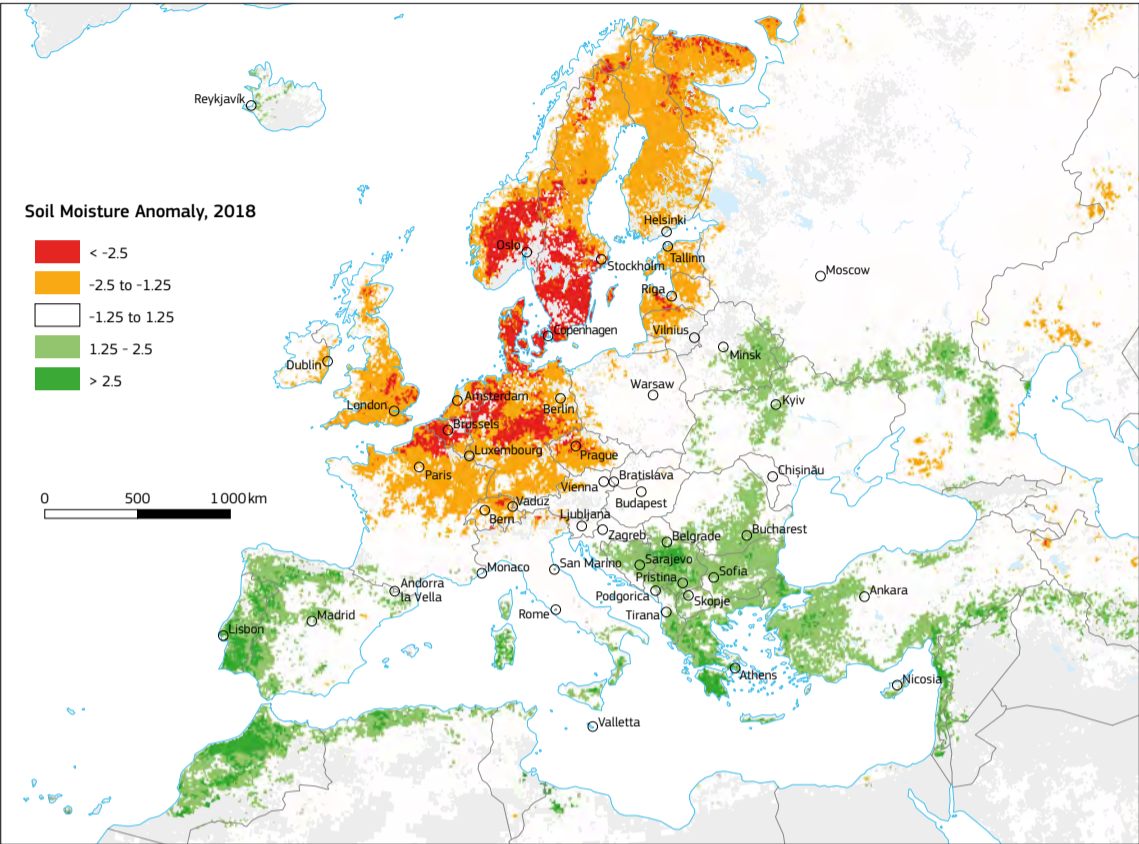 Reykjavík
Soil Moisture Anomaly, 2018
< -2.5
-2.5 to -1.25
-1.25 to 1.25
1.25 - 2.5
> 2.5
0 500 1000 km
Helsinki
Oslo
Stockholm
Tallinn
Riga
Moscow
Copenhagen
Vilnius
Minsk
Dublin
London
Amsterdam
Berlin
Warsaw
Kyiv
Brussels
Luxembourg
Prague
Paris
Vienna
Bratislava
Chișinău
Budapest
Vaduz
Bern
Ljubljana
Zagreb
Belgrade
Bucharest
Monaco
San Marino
Sarajevo
Pristina
Sofia
Andorra
la Vella
Podgorica
Skopje
Ankara
Madrid
Rome
Tirana
Lisbon
Athens
Nicosia
Valletta